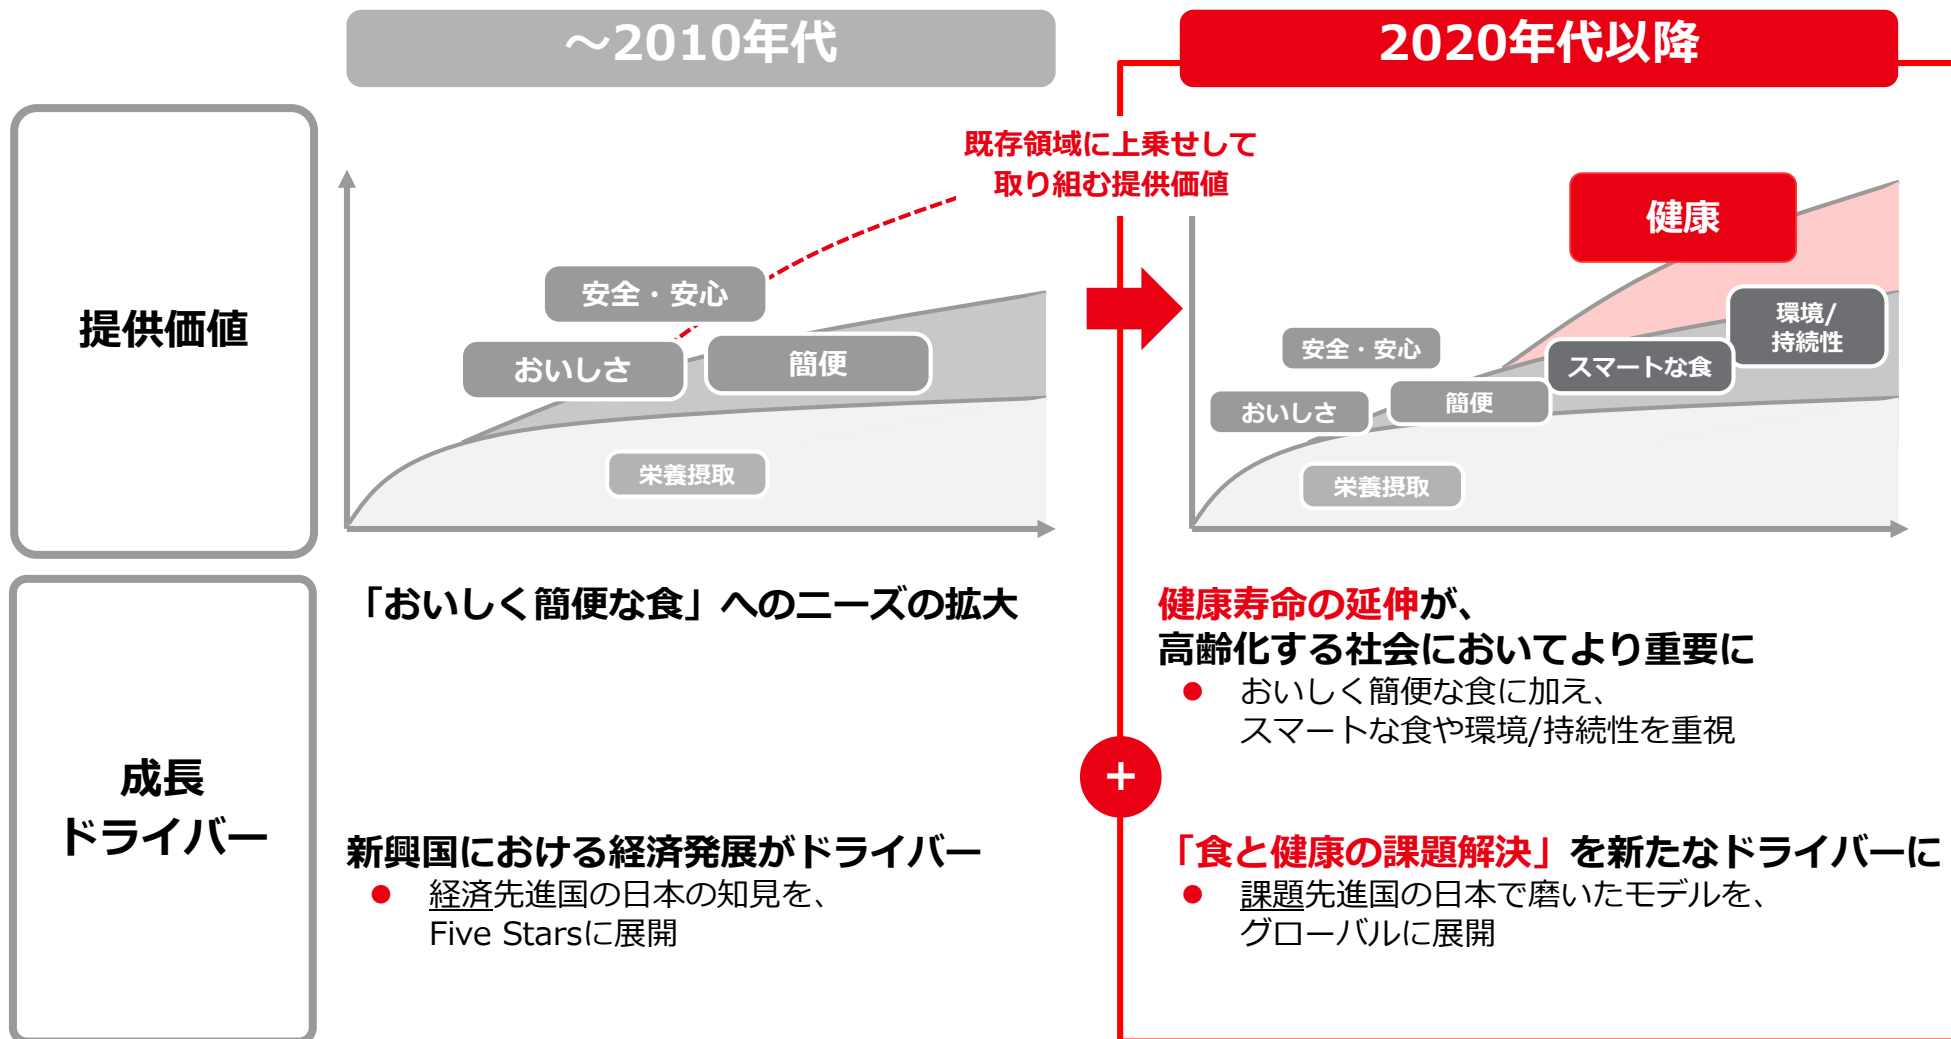 ～2010年代
2020年代以降
提供価値
既存領域に上乗せして
取り組む提供価値
安全・安心
おいしさ
簡便
栄養摂取
健康
環境/
持続性
スマートな食
安全・安心
簡便
おいしさ
栄養摂取
成長
ドライバー
「おいしく簡便な食」へのニーズの拡大
新興国における経済発展がドライバー
● 経済先進国の日本の知見を、
Five Starsに展開
+
健康寿命の延伸が、
高齢化する社会においてより重要に
● おいしく簡便な食に加え、
スマートな食や環境/持続性を重視
「食と健康の課題解決」を新たなドライバーに
● 課題先進国の日本で磨いたモデルを、
グローバルに展開